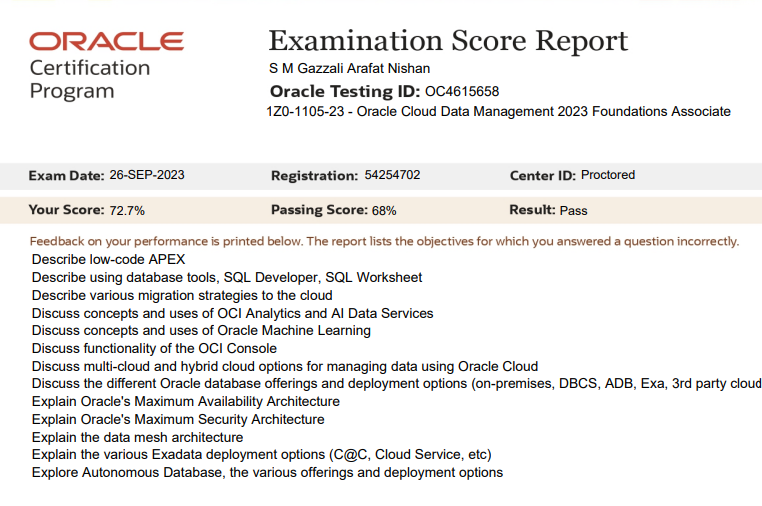 ORACLE
Certification
Program
Examination Score Report
S M Gazzali Arafat Nishan
Oracle Testing ID: OC4615658
1Z0-1105-23 - Oracle Cloud Data Management 2023 Foundations Associate
Exam Date: 26-SEP-2023 Registration: 54254702 Center ID: Proctored
Your Score: 72.7% Passing Score: 68% Result: Pass
Feedback on your performance is printed below. The report lists the objectives for which you answered a question incorrectly.
Describe low-code APEX
Describe using database tools, SQL Developer, SQL Worksheet
Describe various migration strategies to the cloud
Discuss concepts and uses of OCI Analytics and AI Data Services
Discuss concepts and uses of Oracle Machine Learning
Discuss functionality of the OCI Console
Discuss multi-cloud and hybrid cloud options for managing data using Oracle Cloud
Discuss the different Oracle database offerings and deployment options (on-premises, DBCS, ADB, Exa, 3rd party cloud
Explain Oracle's Maximum Availability Architecture
Explain Oracle's Maximum Security Architecture
Explain the data mesh architecture
Explain the various Exadata deployment options (C@C, Cloud Service, etc)
Explore Autonomous Database, the various offerings and deployment options